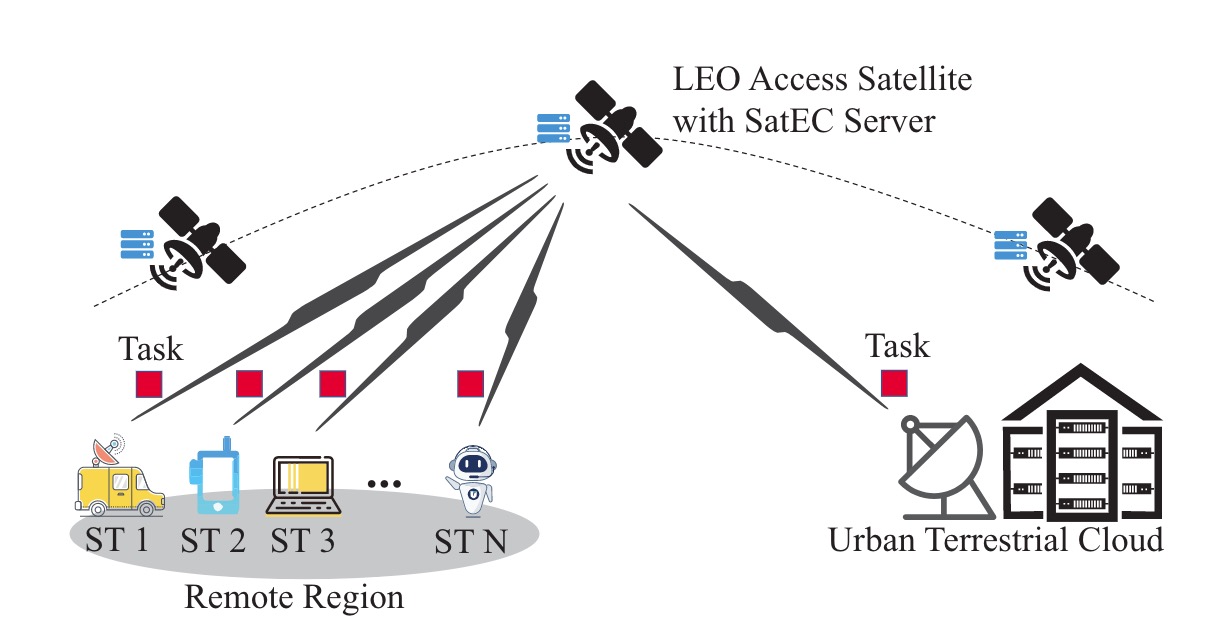 LEO Access Satellite
with SatEC Server
Task
Task
ST 1 ST 2 ST 3 ... ST N
Urban Terrestrial Cloud
Remote Region